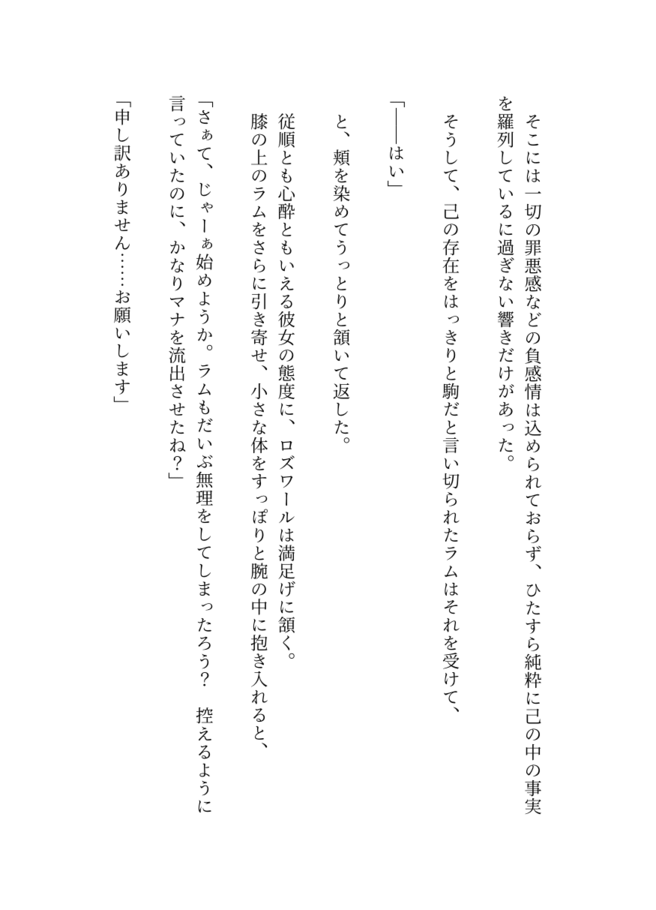 そこには一切の罪悪感などの負感情は込められておらず、ひたすら純粋に己の中の事実
を羅列しているに過ぎない響きだけがあった。
そうして、己の存在をはっきりと駒だと言い切られたラムはそれを受けて、
「――はい」
と、頬を染めてうっとりと頷いて返した。
従順とも心酔ともいえる彼女の態度に、ロズワールは満足げに頷く。
膝の上のラムをさらに引き寄せ、小さな体をすっぽりと腕の中に抱き入れると、
「さぁて、じゃーぁ始めようか。ラムもだいぶ無理をしてしまったろう?　控えるように
言っていたのに、かなりマナを流出させたね?」
「申し訳ありません……お願いします」